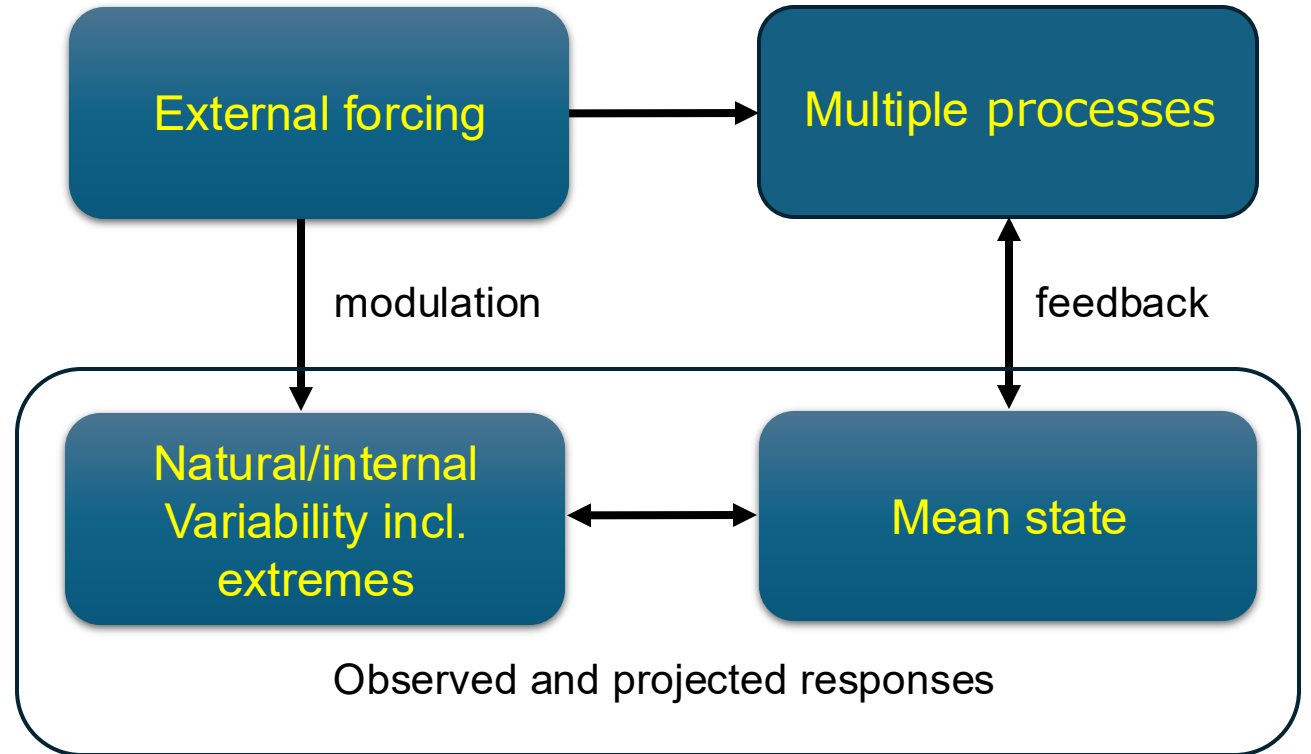 External forcing
Multiple processes
modulation
feedback
Natural/internal
Variability incl.
extremes
Mean state
Observed and projected responses